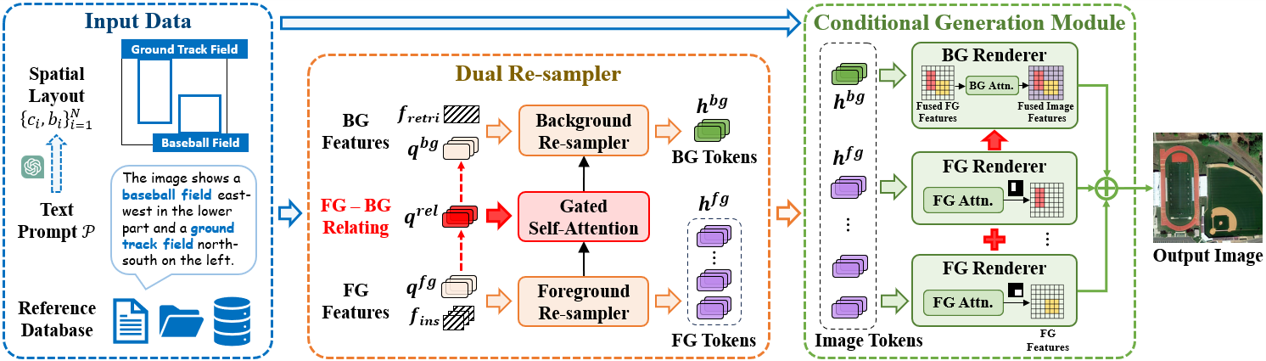 Input Data
Spatial
Layout
{c_i, b_i}_{i=1}^N
Ground Track Field
Baseball Field
Text
Prompt 𝒫
The image shows a
baseball field east-
west in the lower
part and a ground
track field north-
south on the left.
Reference
Database
Dual Re-sampler
BG
Features
f_{retri}
q^{bg}
Background
Re-sampler
h^{bg}
BG Tokens
FG – BG
Relating
q^{rel}
Gated
Self-Attention
h^{fg}
FG
Features
q^{fg}
f_{ins}
Foreground
Re-sampler
FG Tokens
Conditional Generation Module
h^{bg}
h^{fg}
Image Tokens
BG Renderer
BG Attn.
Fused FG
Features
Fused Image
Features
FG Renderer
FG Attn.
FG Renderer
FG Attn.
FG
Features
Output Image